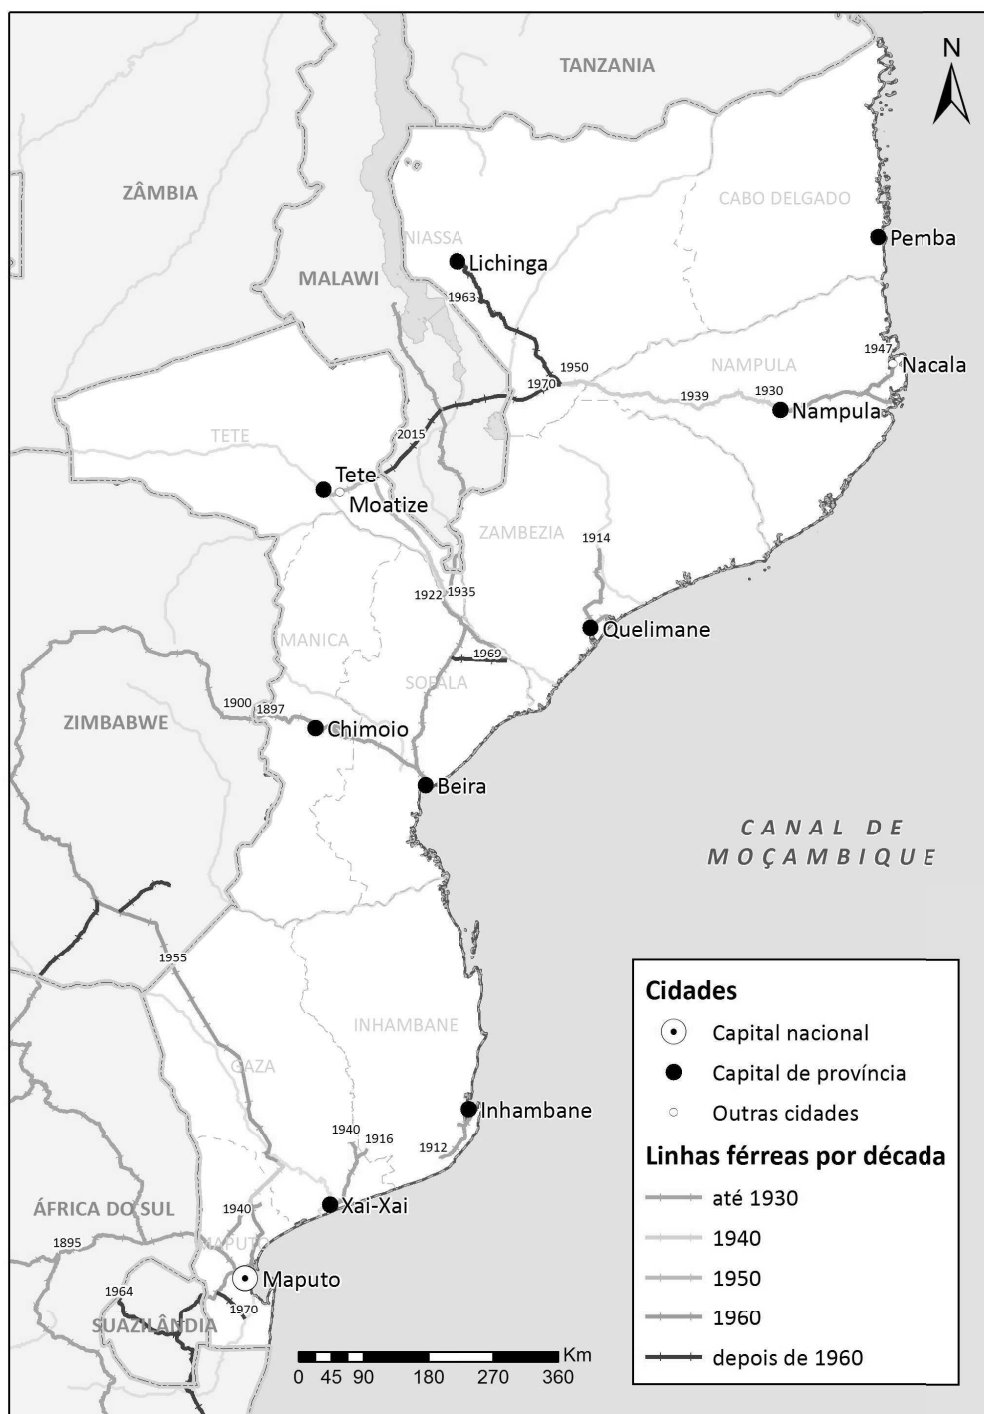 TANZANIA
N
ZÂMBIA
CABO DELGADO
NIASSA
Pemba
Lichinga
MALAWI
1963
1947
Nacala
1950
NAMPULA
1970
1939
1930
Nampula
TETE
2015
Tete
Moatize
ZAMBEZIA
1914
1922
1935
Quelimane
MANICA
1969
SOFALA
1900
1897
ZIMBABWE
Chimoio
Beira
CANAL DE
MOÇAMBIQUE
1955
INHAMBANE
GAZA
Inhambane
1940
1916
1912
Xai-Xai
ÁFRICA DO SUL
1940
1895
MAPUTO
Maputo
1964
1970
SUAZILÂNDIA
Km
0 45 90 180 270 360
Cidades
Capital nacional
Capital de província
Outras cidades
Linhas férreas por década
até 1930
1940
1950
1960
depois de 1960